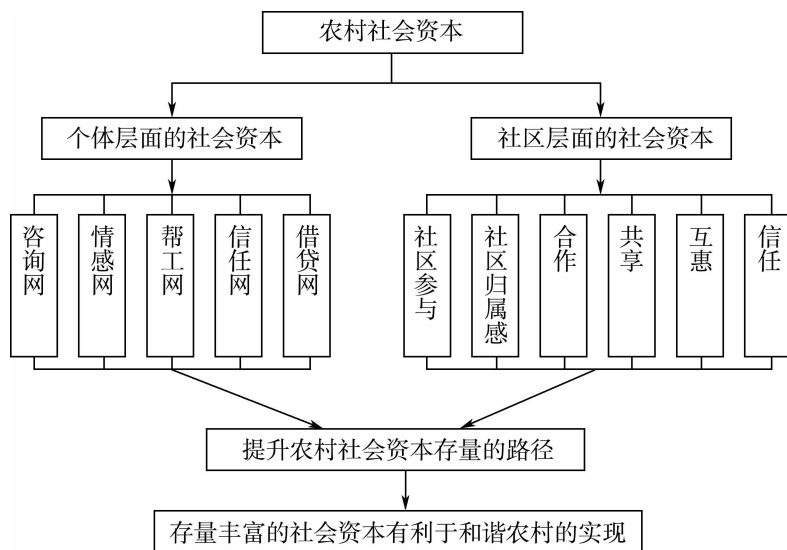 农村社会资本
个体层面的社会资本
社区层面的社会资本
咨询网
情感网
帮工网
信任网
借贷网
社区参与
社区归属感
合作
共享
互惠
信任
提升农村社会资本存量的路径
存量丰富的社会资本有利于和谐农村的实现